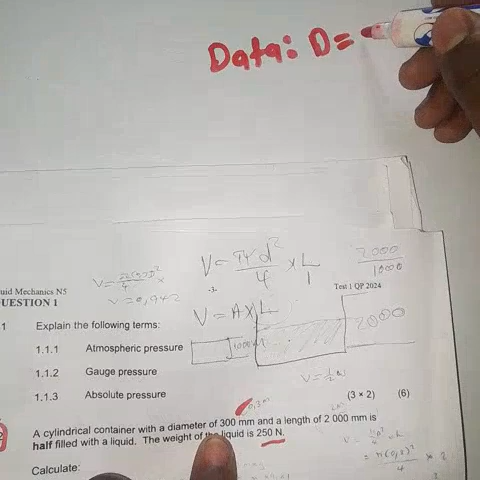 Data: D=
V = πd²/4 × L/1
2000/1000
uid Mechanics N5
-3-
Test 1 QP 2024
UESTION 1
V = 0,942
V = A × L
2000
1 Explain the following terms:
1.1.1 Atmospheric pressure
1.1.2 Gauge pressure
1.1.3 Absolute pressure
(3 × 2) (6)
A cylindrical container with a diameter of 300 mm and a length of 2 000 mm is
half filled with a liquid. The weight of the liquid is 250 N.
Calculate: